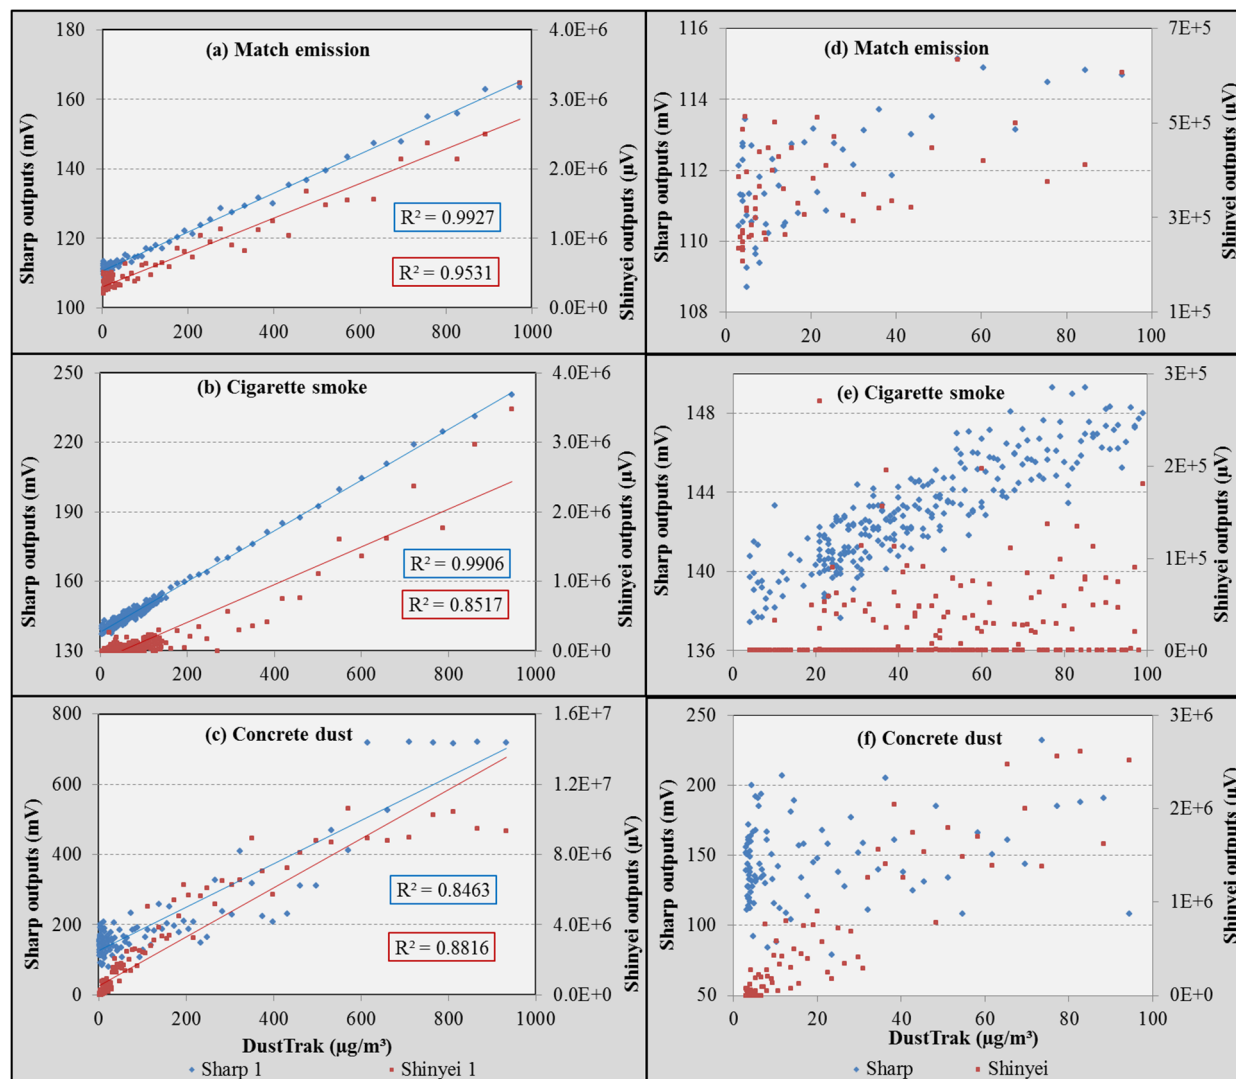 (a) Match emission
Sharp outputs (mV)
180
160
140
120
100
4.0E+6
3.0E+6
2.0E+6
1.0E+6
0.0E+0
Shinyei outputs (µV)
R² = 0.9927
R² = 0.9531
0 200 400 600 800 1000
(d) Match emission
Sharp outputs (mV)
116
114
112
110
108
7E+5
5E+5
3E+5
1E+5
Shinyei outputs (µV)
0 20 40 60 80 100
(b) Cigarette smoke
Sharp outputs (mV)
250
220
190
160
130
4.0E+6
3.0E+6
2.0E+6
1.0E+6
0.0E+0
Shinyei outputs (µV)
R² = 0.9906
R² = 0.8517
0 200 400 600 800 1000
(e) Cigarette smoke
Sharp outputs (mV)
148
144
140
136
3E+5
2E+5
1E+5
0E+0
Shinyei outputs (µV)
0 20 40 60 80 100
(c) Concrete dust
Sharp outputs (mV)
800
600
400
200
0
1.6E+7
1.2E+7
8.0E+6
4.0E+6
0.0E+0
Shinyei outputs (µV)
R² = 0.8463
R² = 0.8816
0 200 400 600 800 1000
DustTrak (µg/m³)
Sharp 1 Shinyei 1
(f) Concrete dust
Sharp outputs (mV)
250
200
150
100
50
3E+6
2E+6
1E+6
0E+0
Shinyei outputs (µV)
0 20 40 60 80 100
DustTrak (µg/m³)
Sharp Shinyei